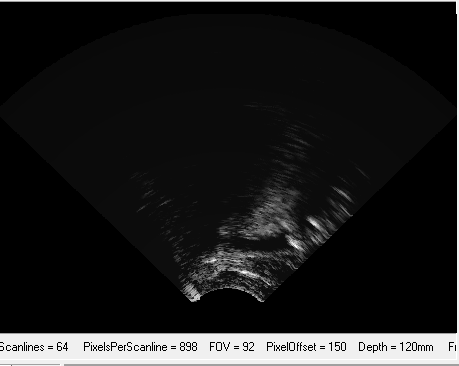 Scanlines = 64 PixelsPerScanline = 898 FOV = 92 PixelOffset = 150 Depth = 120mm